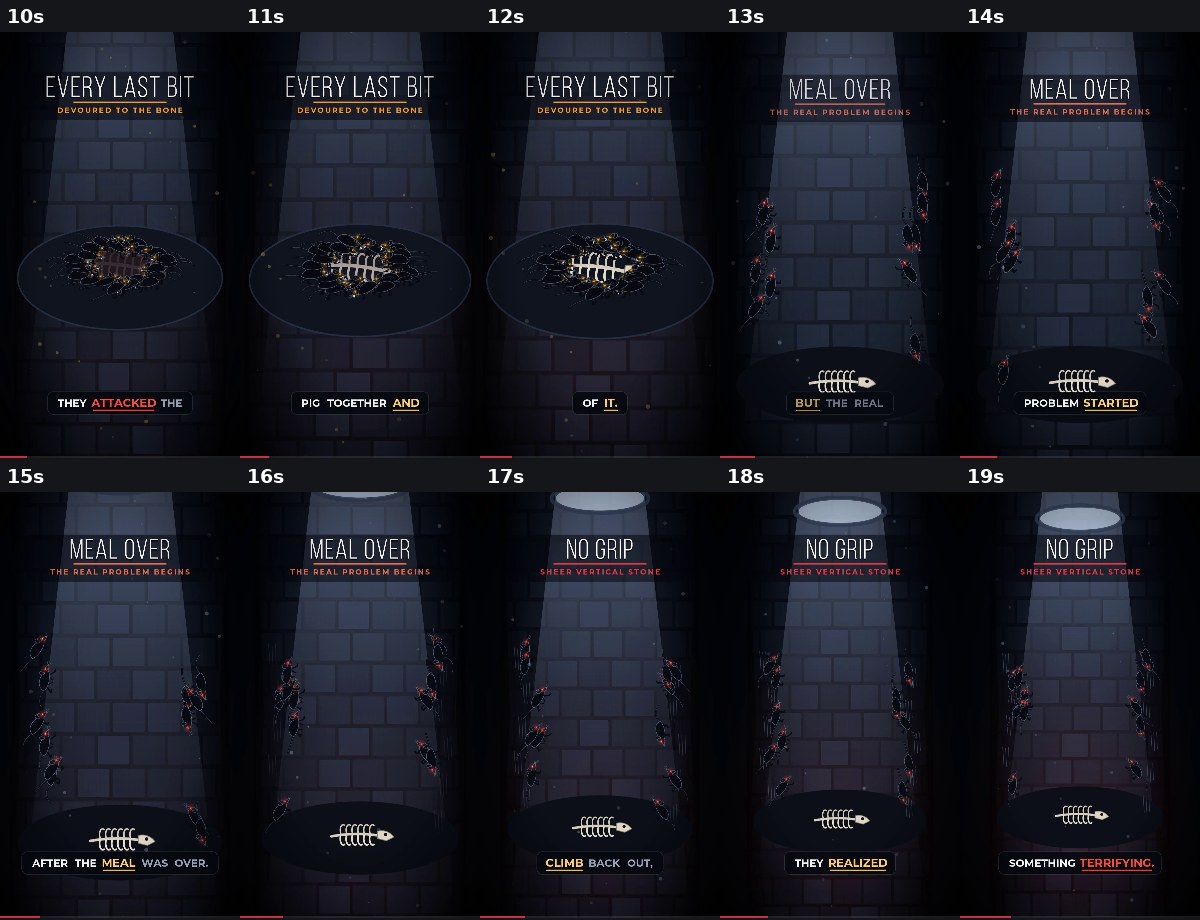 10s
EVERY LAST BIT
DEVOURED TO THE BONE
THEY ATTACKED THE
11s
EVERY LAST BIT
DEVOURED TO THE BONE
PIG TOGETHER AND
12s
EVERY LAST BIT
DEVOURED TO THE BONE
OF IT.
13s
MEAL OVER
THE REAL PROBLEM BEGINS
BUT THE REAL
14s
MEAL OVER
THE REAL PROBLEM BEGINS
PROBLEM STARTED
15s
MEAL OVER
THE REAL PROBLEM BEGINS
AFTER THE MEAL WAS OVER.
16s
MEAL OVER
THE REAL PROBLEM BEGINS
17s
NO GRIP
SHEER VERTICAL STONE
CLIMB BACK OUT,
18s
NO GRIP
SHEER VERTICAL STONE
THEY REALIZED
19s
NO GRIP
SHEER VERTICAL STONE
SOMETHING TERRIFYING.